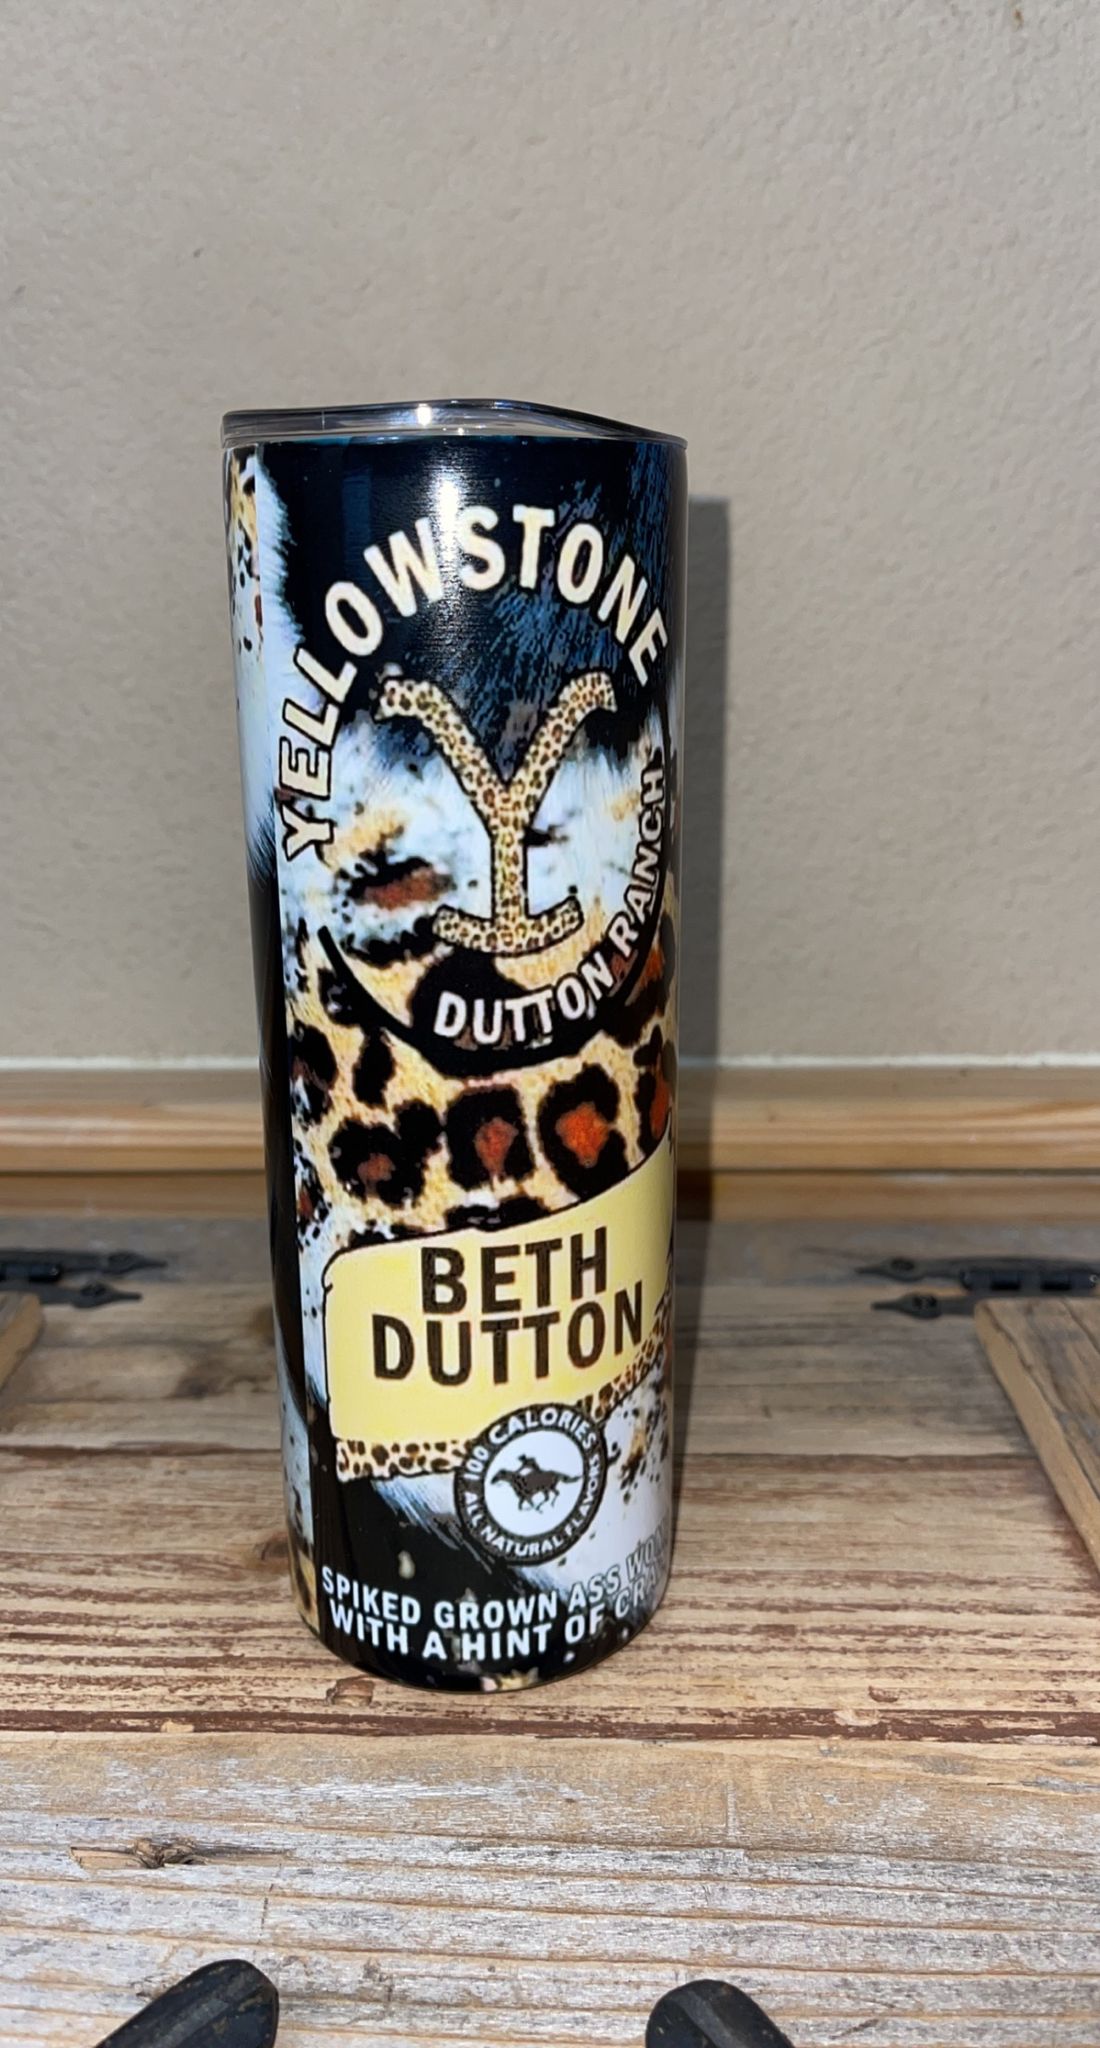 YELLOWSTONE
Y
DUTTON RANCH
BETH
DUTTON
100 CALORIES
ALL NATURAL FLAVORS
SPIKED GROWN ASS
WITH A HINT OF